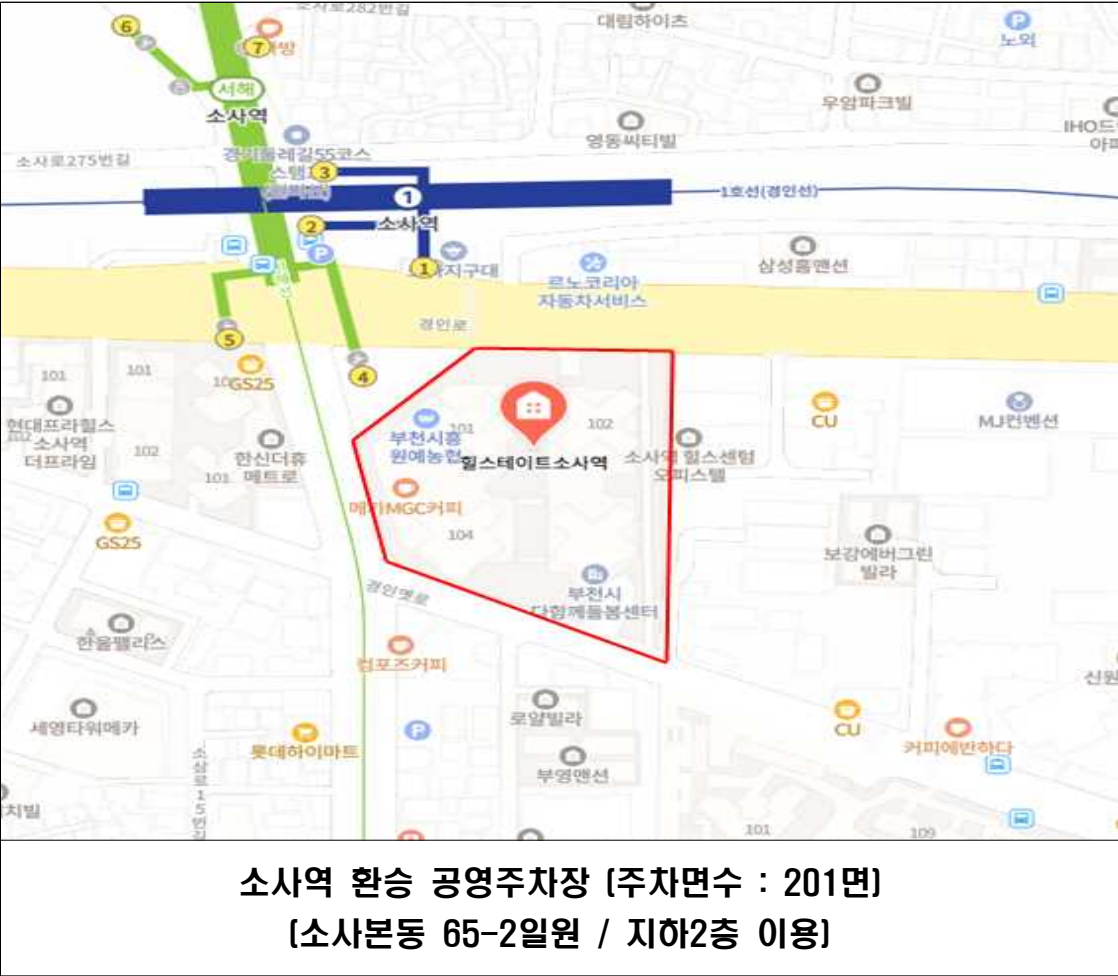 소사로282번길
6
대림하이츠
노외
7
서해
우암파크빌
소사역
영동씨티빌
소사로275번길
경기둘레길55코스
3
1
1호선(경인선)
2
소사역
1
삼성홈맨션
르노코리아
자동차서비스
경인로
5
4
101
101
GS25
CU
MJ컨벤션
현대프라힐스
소사역
더프라임
102
101
한신더휴
메트로
부천시흥
원예농협
101
102
힐스테이트소사역
소사역 힐스센텀
오피스텔
메가MGC커피
104
GS25
보강에버그린
빌라
부천시
다함께돌봄센터
경인옛로
한울팰리스
컴포즈커피
세영타워메카
로얄빌라
CU
커피에반하다
롯데하이마트
부영맨션
소삼로15번길
101
109
소사역 환승 공영주차장 (주차면수 : 201면)
(소사본동 65-2일원 / 지하2층 이용)